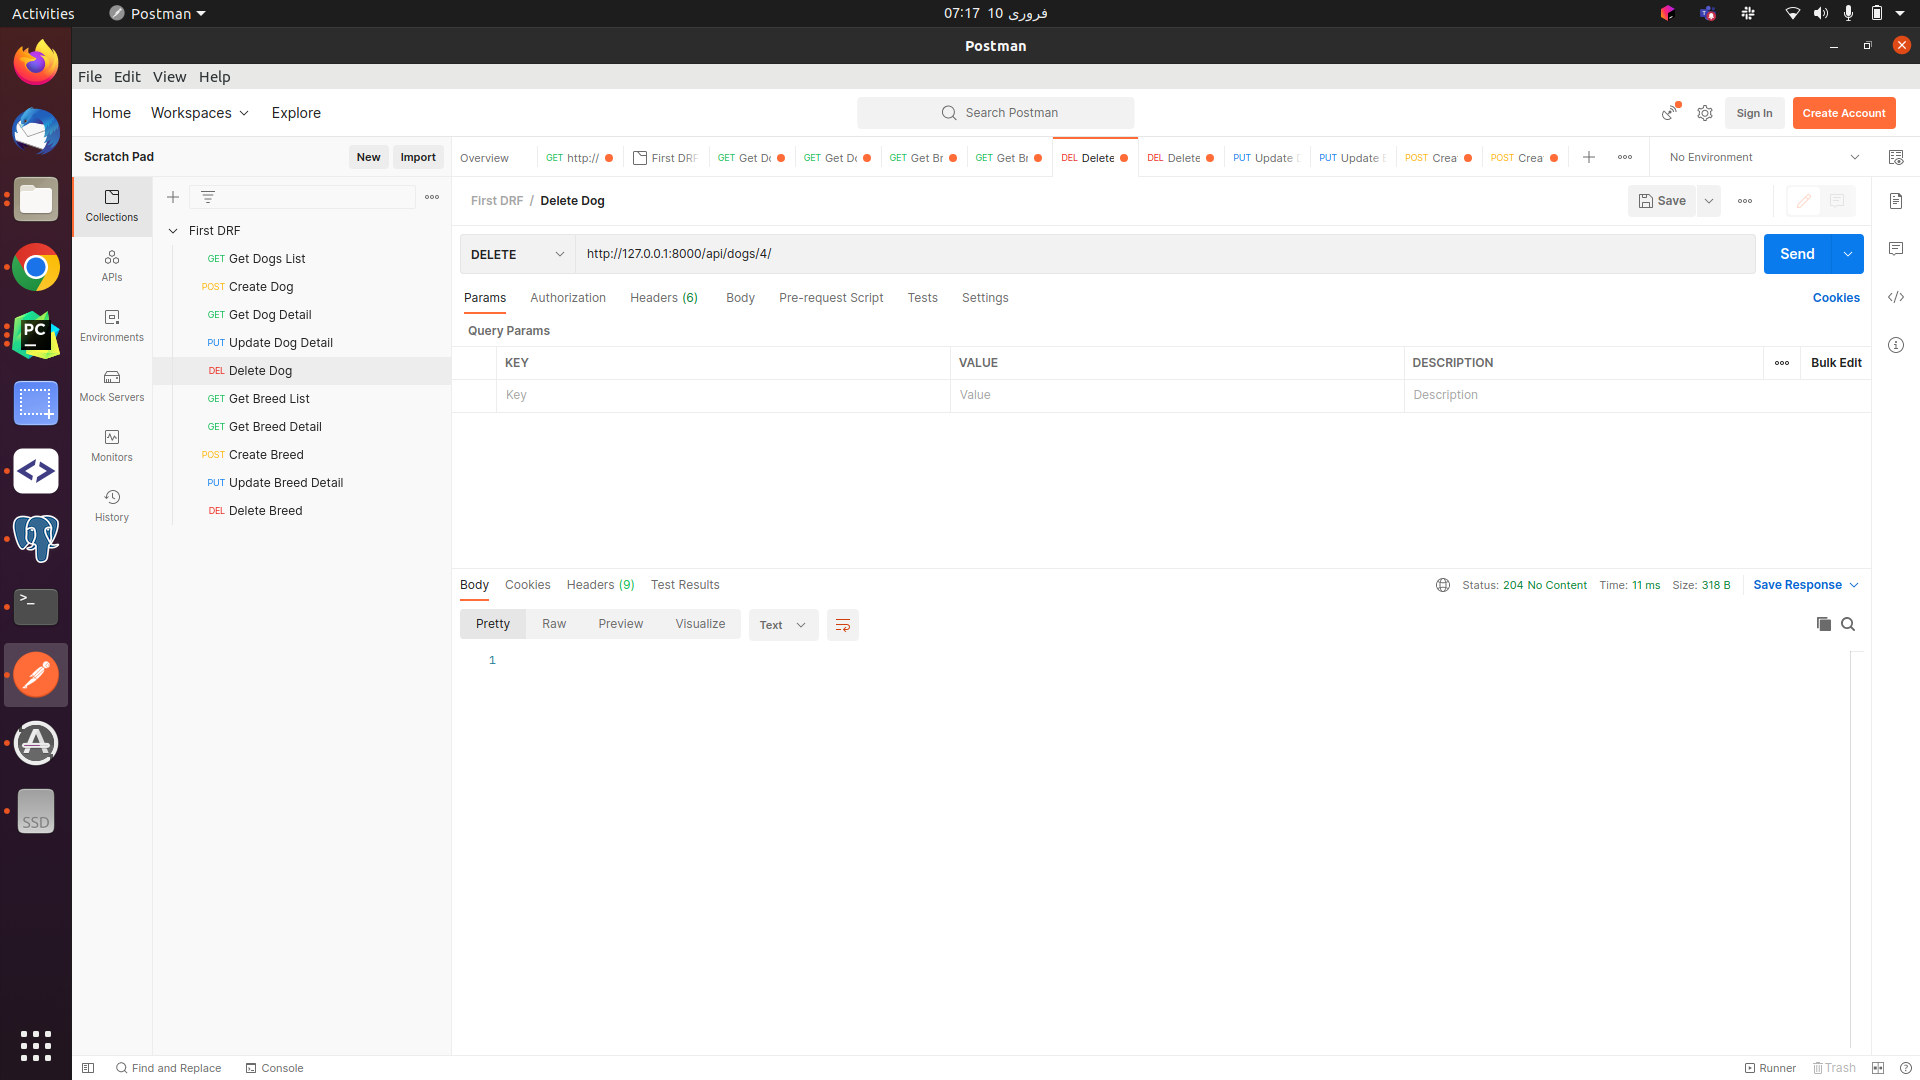 Activities
Postman
07:17 10 فروری
Postman
File Edit View Help
Home Workspaces Explore
Search Postman
Sign In
Create Account
Scratch Pad
New
Import
Overview
GET http://
First DRF
GET Get Do
GET Get Do
GET Get Br
GET Get Br
DEL Delete
DEL Delete
PUT Update
PUT Update
POST Crea
POST Crea
No Environment
Collections
APIs
Environments
Mock Servers
Monitors
History
First DRF
GET Get Dogs List
POST Create Dog
GET Get Dog Detail
PUT Update Dog Detail
DEL Delete Dog
GET Get Breed List
GET Get Breed Detail
POST Create Breed
PUT Update Breed Detail
DEL Delete Breed
First DRF / Delete Dog
Save
DELETE
http://127.0.0.1:8000/api/dogs/4/
Send
Params Authorization Headers (6) Body Pre-request Script Tests Settings
Cookies
Query Params
KEY VALUE DESCRIPTION
Bulk Edit
Key Value Description
Body Cookies Headers (9) Test Results
Status: 204 No Content Time: 11 ms Size: 318 B
Save Response
Pretty Raw Preview Visualize
Text
1
PC
>_
SSD
Find and Replace
Console
Runner
Trash